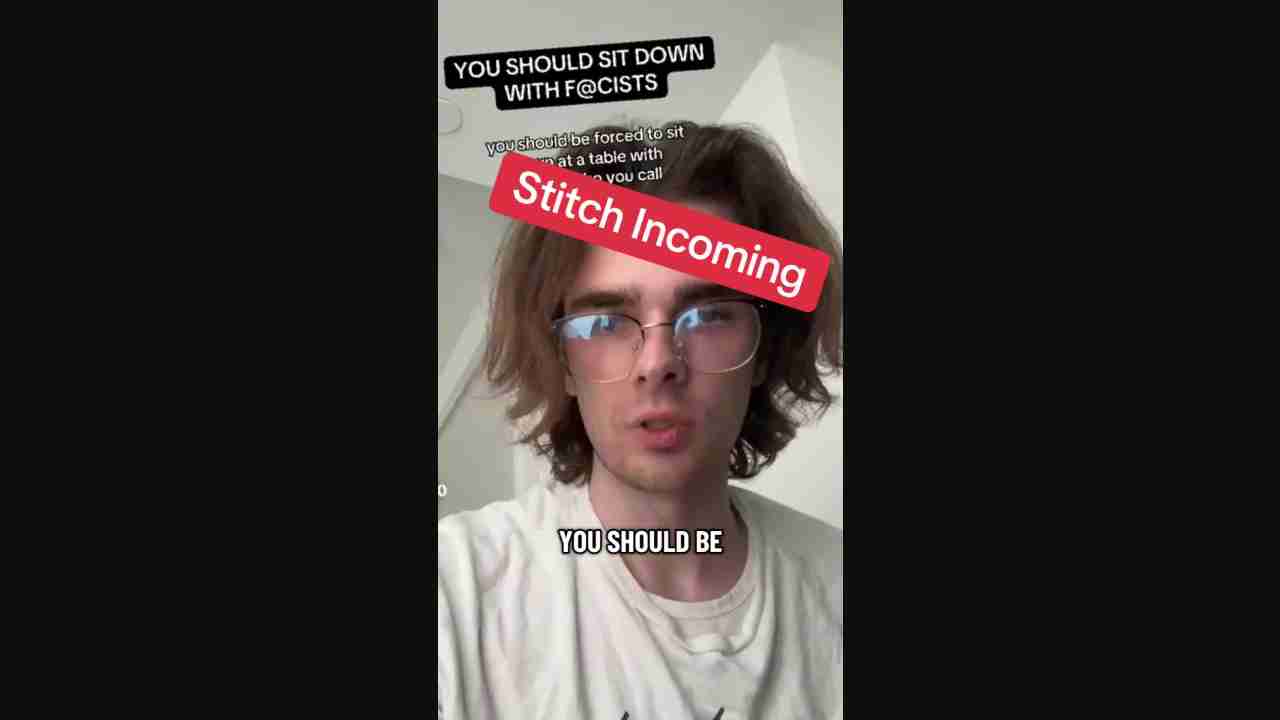 YOU SHOULD SIT DOWN
WITH F@CISTS
you should be forced to sit
at a table with
you call
Stitch Incoming
YOU SHOULD BE